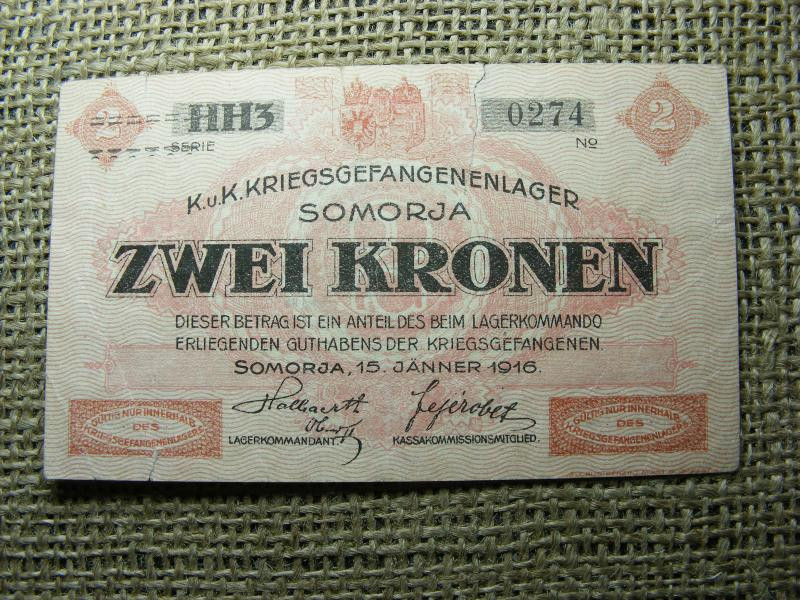 2 HH3 0274 2
SERIE No
K.u.K. KRIEGSGEFANGENENLAGER
SOMORJA
ZWEI KRONEN
DIESER BETRAG IST EIN ANTEIL DES BEIM LAGERKOMMANDO
ERLIEGENDEN GUTHABENS DER KRIEGSGEFANGENEN.
SOMORJA, 15. JÄNNER 1916.
GÜLTIG NUR INNERHALB
DES
KRIEGSGEFANGENENLAGERS
LAGERKOMMANDANT.
KASSAKOMMISSIONSMITGLIED.
GÜLTIG NUR INNERHALB
DES
KRIEGSGEFANGENENLAGERS